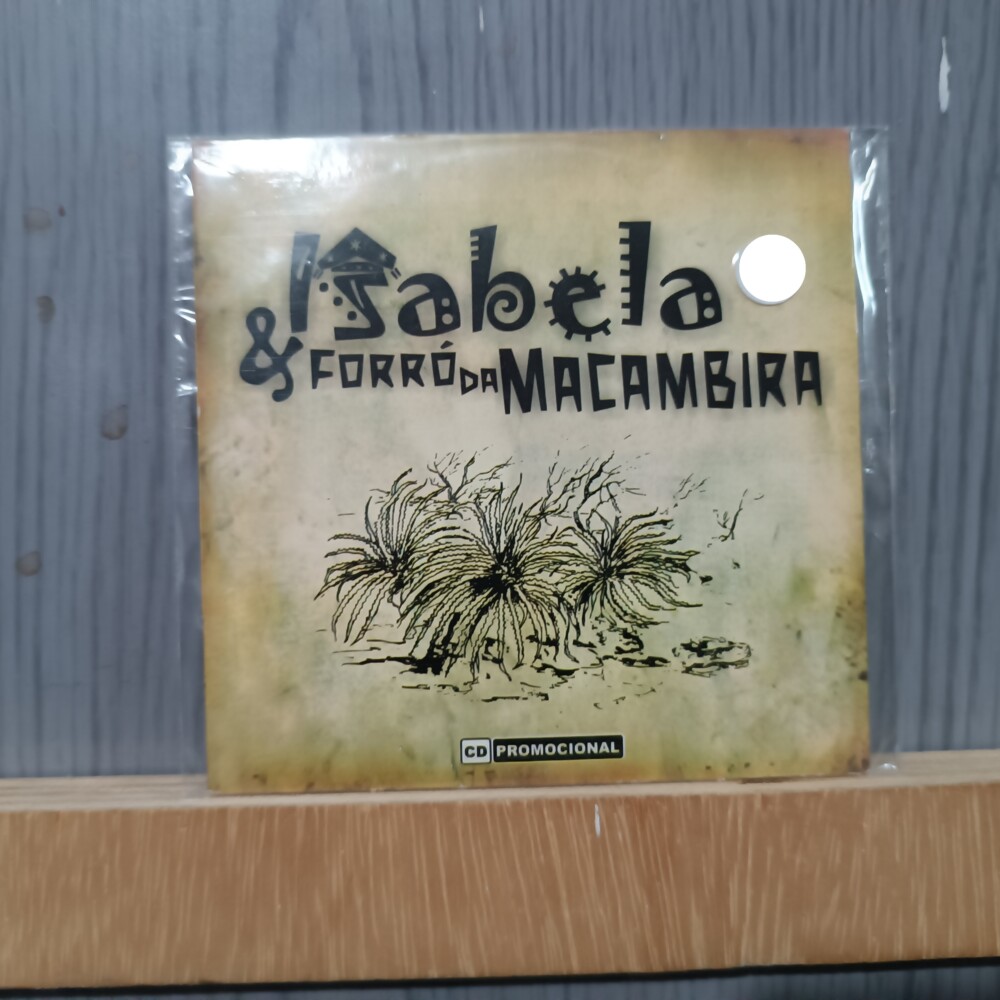 Isabela
& FORRÓ DA MACAMBIRA
CD PROMOCIONAL